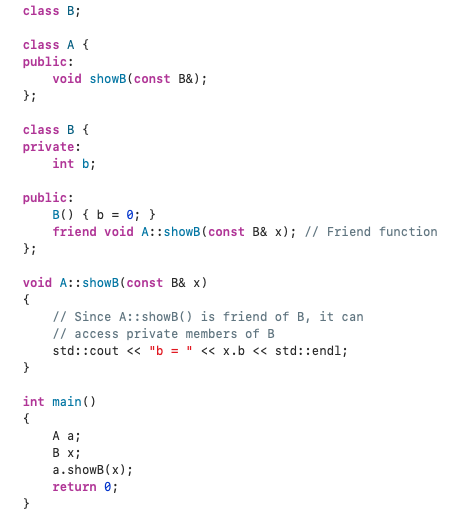 class B;

class A {
public:
    void showB(const B&);
};

class B {
private:
    int b;

public:
    B() { b = 0; }
    friend void A::showB(const B& x); // Friend function
};

void A::showB(const B& x)
{
    // Since A::showB() is friend of B, it can
    // access private members of B
    std::cout << "b = " << x.b << std::endl;
}

int main()
{
    A a;
    B x;
    a.showB(x);
    return 0;
}